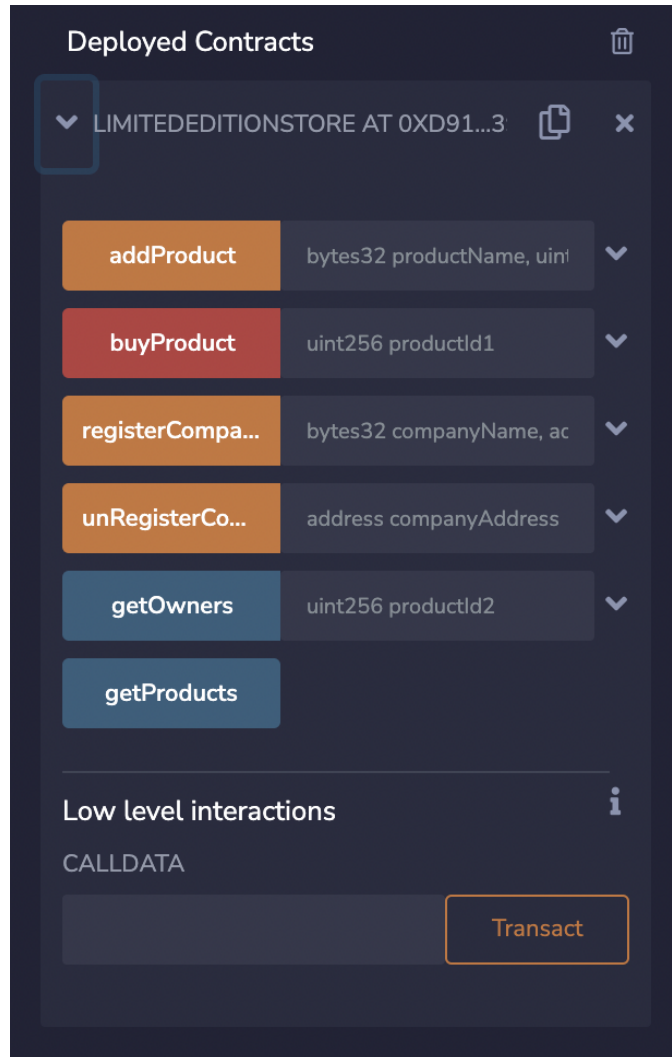 Deployed Contracts
LIMITEDEDITIONSTORE AT 0XD91...3
addProduct bytes32 productName, uint
buyProduct uint256 productId1
registerCompa... bytes32 companyName, ac
unRegisterCo... address companyAddress
getOwners uint256 productId2
getProducts
Low level interactions
CALLDATA
Transact